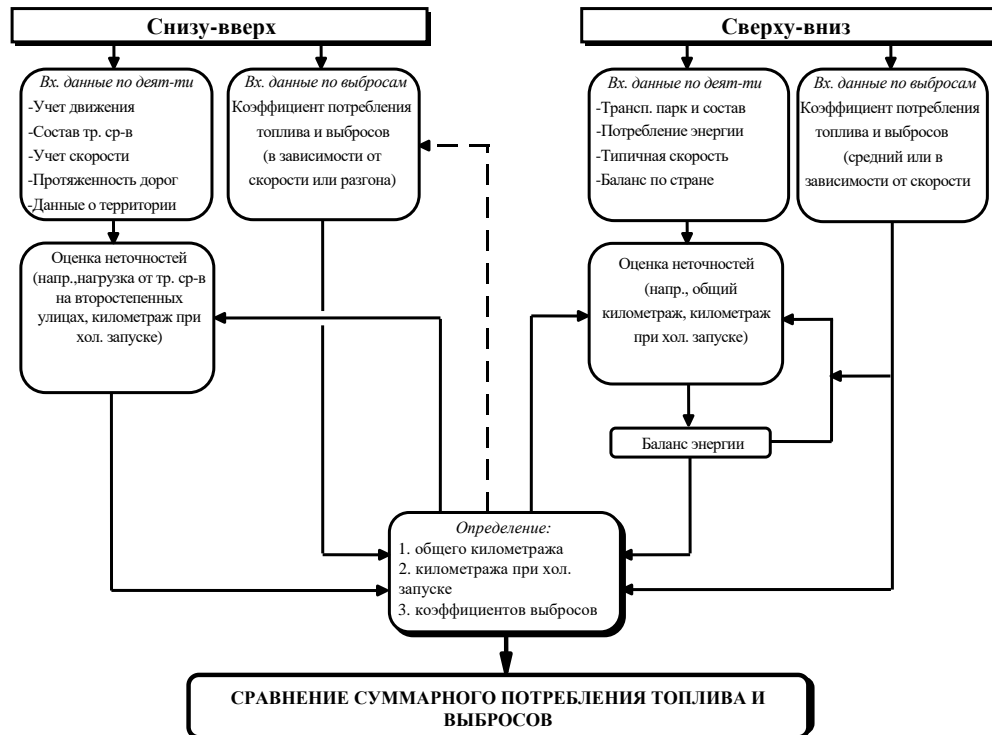 Снизу-вверх
Вх. данные по деят-ти
-Учет движения
-Состав тр. ср-в
-Учет скорости
-Протяженность дорог
-Данные о территории
Вх. данные по выбросам
Коэффициент потребления
топлива и выбросов
(в зависимости от
скорости или разгона)
Оценка неточностей
(напр.,нагрузка от тр. ср-в
на второстепенных
улицах, километраж при
хол. запуске)
Сверху-вниз
Вх. данные по деят-ти
-Трансп. парк и состав
-Потребление энергии
-Типичная скорость
-Баланс по стране
Вх. данные по выбросам
Коэффициент потребления
топлива и выбросов
(средний или в
зависимости от скорости
Оценка неточностей
(напр., общий
километраж, километраж
при хол. запуске)
Баланс энергии
Определение:
1. общего километража
2. километража при хол.
запуске
3. коэффициентов выбросов
СРАВНЕНИЕ СУММАРНОГО ПОТРЕБЛЕНИЯ ТОПЛИВА И
ВЫБРОСОВ